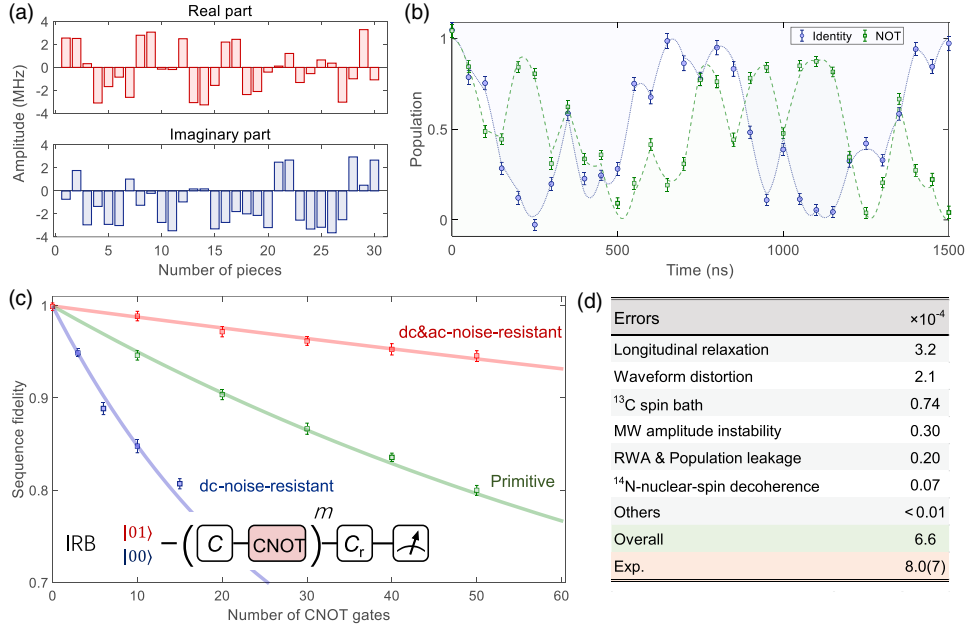 (a)
Real part
4
2
0
-2
-4
Imaginary part
4
2
0
-2
-4
0
5
10
15
20
25
30
Amplitude (MHz)
Number of pieces
(b)
Identity
NOT
1
0.5
0
Population
0
500
1000
1500
Time (ns)
(c)
1
0.9
0.8
0.7
Sequence fidelity
dc&ac-noise-resistant
Primitive
dc-noise-resistant
IRB
|01⟩
|00⟩
( C CNOT )m Cr
0
10
20
30
40
50
60
Number of CNOT gates
(d)
Errors ×10-4
Longitudinal relaxation 3.2
Waveform distortion 2.1
13C spin bath 0.74
MW amplitude instability 0.30
RWA & Population leakage 0.20
14N-nuclear-spin decoherence 0.07
Others <0.01
Overall 6.6
Exp. 8.0(7)